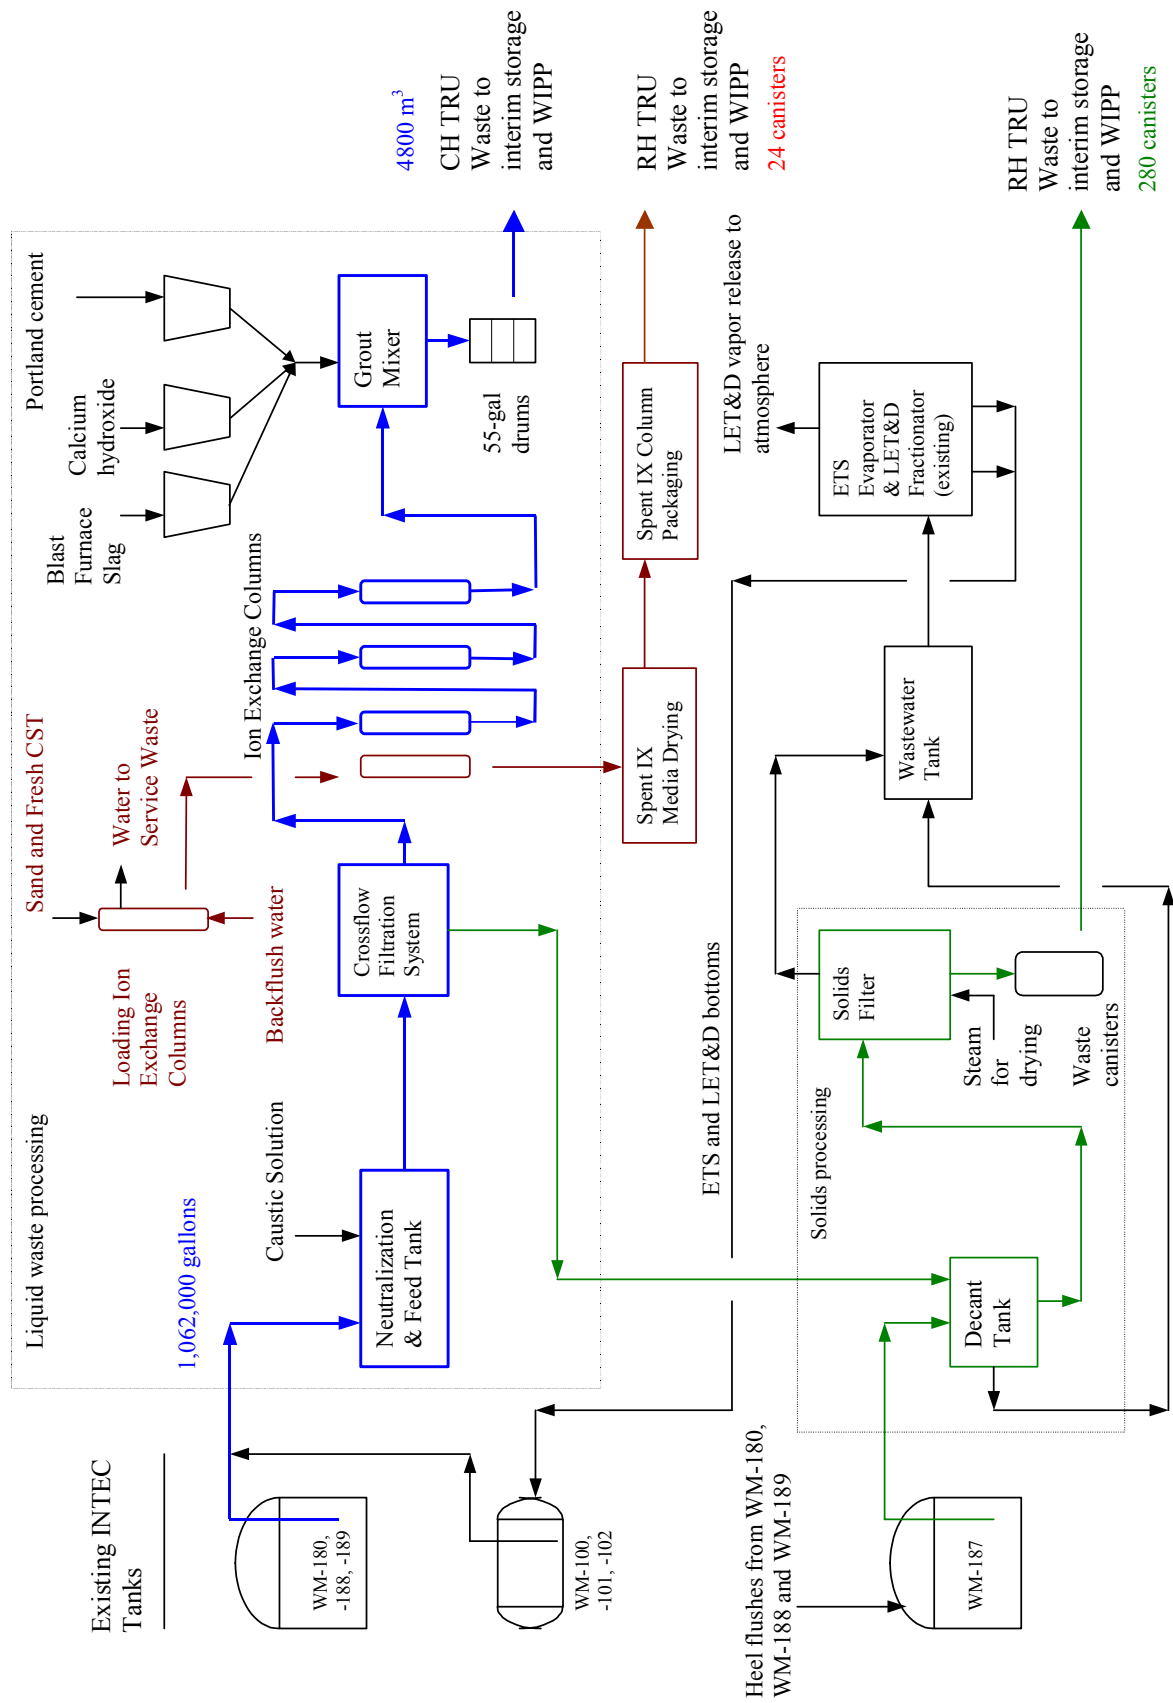 Existing INTEC
Tanks
Liquid waste processing
1,062,000 gallons
WM-180,
-188, -189
WM-100,
-101, -102
Heel flushes from WM-180,
WM-188 and WM-189
WM-187
Caustic Solution
Neutralization
& Feed Tank
Crossflow
Filtration
System
Sand and Fresh CST
Loading Ion
Exchange
Columns
Water to
Service Waste
Backflush water
Ion Exchange Columns
Blast
Furnace
Slag
Calcium
hydroxide
Portland cement
Grout
Mixer
55-gal
drums
4800 m³
CH TRU
Waste to
interim storage
and WIPP
Spent IX
Media Drying
Spent IX Column
Packaging
RH TRU
Waste to
interim storage
and WIPP
24 canisters
LET&D vapor release to
atmosphere
ETS
Evaporator
& LET&D
Fractionator
(existing)
Wastewater
Tank
ETS and LET&D bottoms
Solids processing
Decant
Tank
Solids
Filter
Steam
for
drying
Waste
canisters
RH TRU
Waste to
interim storage
and WIPP
280 canisters